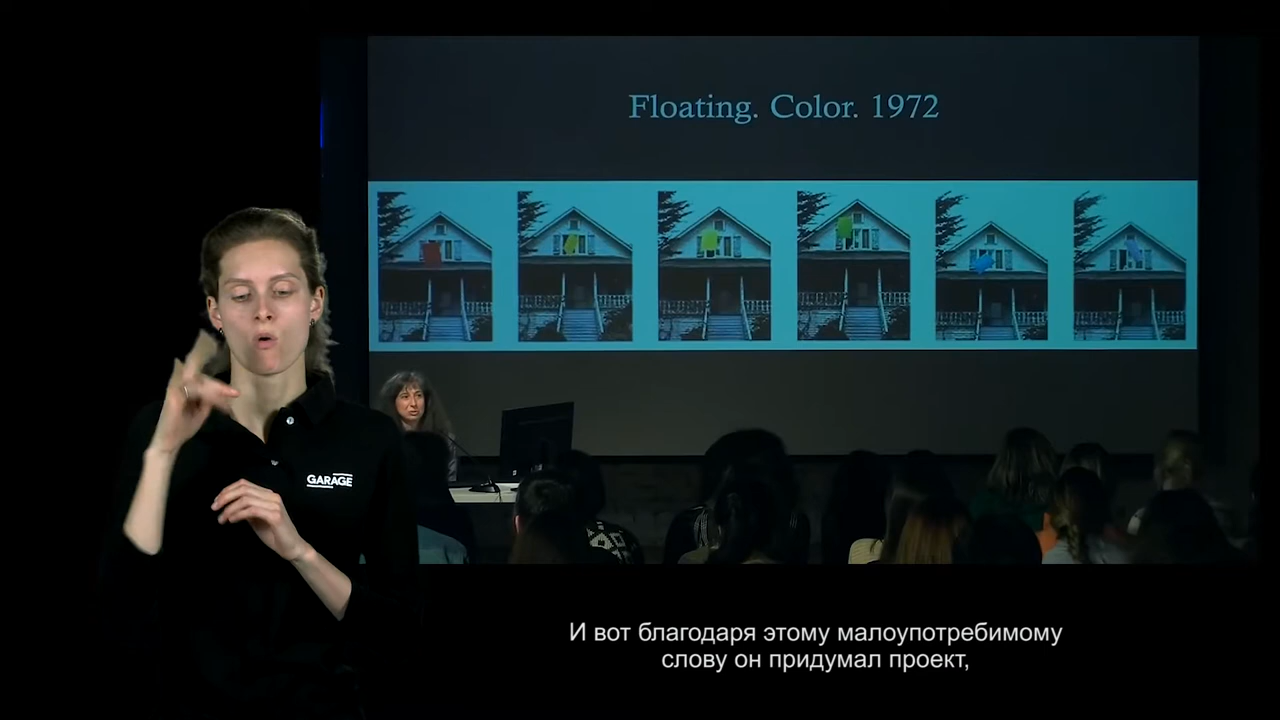 Floating. Color. 1972
GARAGE
И вот благодаря этому малоупотребимому
слову он придумал проект,